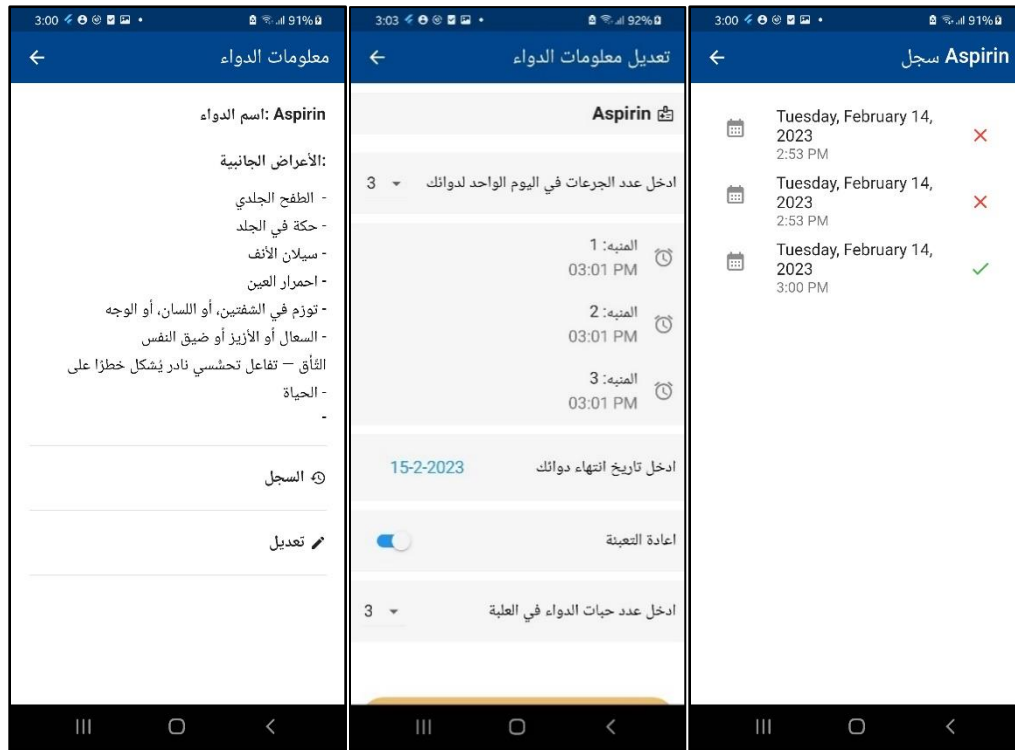 3:00 91%
معلومات الدواء
Aspirin :اسم الدواء
:الأعراض الجانبية
- الطفح الجلدي
- حكة في الجلد
- سيلان الأنف
- احمرار العين
- تورّم في الشفتين، أو اللسان، أو الوجه
- السعال أو الأزيز أو ضيق النفس
التَّأق — تفاعل تحسُّسي نادر يُشكل خطرًا على
- الحياة
-
السجل
تعديل
3:03 92%
تعديل معلومات الدواء
Aspirin
ادخل عدد الجرعات في اليوم الواحد لدوائك 3
المنبه: 1
03:01 PM
المنبه: 2
03:01 PM
المنبه: 3
03:01 PM
ادخل تاريخ انتهاء دوائك 15-2-2023
اعادة التعبئة
ادخل عدد حبات الدواء في العلبة 3
3:00 91%
سجل Aspirin
Tuesday, February 14,
2023
2:53 PM
Tuesday, February 14,
2023
2:53 PM
Tuesday, February 14,
2023
3:00 PM